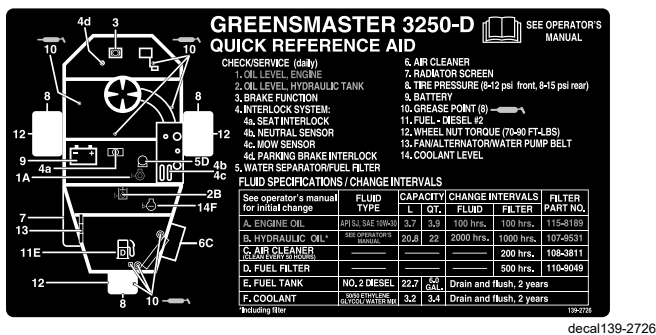 GREENSMASTER 3250-D
QUICK REFERENCE AID
SEE OPERATOR'S
MANUAL
CHECK/SERVICE (daily)
1. OIL LEVEL, ENGINE
2. OIL LEVEL, HYDRAULIC TANK
3. BRAKE FUNCTION
4. INTERLOCK SYSTEM:
4a. SEAT INTERLOCK
4b. NEUTRAL SENSOR
4c. MOW SENSOR
4d. PARKING BRAKE INTERLOCK
5. WATER SEPARATOR/FUEL FILTER
6. AIR CLEANER
7. RADIATOR SCREEN
8. TIRE PRESSURE (8-12 psi front, 8-15 psi rear)
9. BATTERY
10. GREASE POINT (8)
11. FUEL - DIESEL #2
12. WHEEL NUT TORQUE (70-90 FT-LBS)
13. FAN/ALTERNATOR/WATER PUMP BELT
14. COOLANT LEVEL
FLUID SPECIFICATIONS / CHANGE INTERVALS
See operator's manual for initial change FLUID TYPE CAPACITY L QT. CHANGE INTERVALS FLUID FILTER FILTER PART NO.
A. ENGINE OIL API SJ, SAE 10W-30 3.7 3.9 100 hrs. 100 hrs. 115-8189
B. HYDRAULIC OIL* SEE OPERATOR'S MANUAL 20.8 22 2000 hrs. 1000 hrs. 107-9531
C. AIR CLEANER (CLEAN EVERY 50 HOURS) 200 hrs. 108-3811
D. FUEL FILTER 500 hrs. 110-9049
E. FUEL TANK NO. 2 DIESEL 22.7 6.0 GAL. Drain and flush, 2 years
F. COOLANT 50/50 ETHYLENE GLYCOL/ WATER MIX 3.2 3.4 Drain and flush, 2 years
*Including filter
139-2726
4d
3
10
10
8
8
12
12
9
4a
1A
5D
4b
4c
2B
14F
7
13
11E
6C
12
8
10
decal139-2726